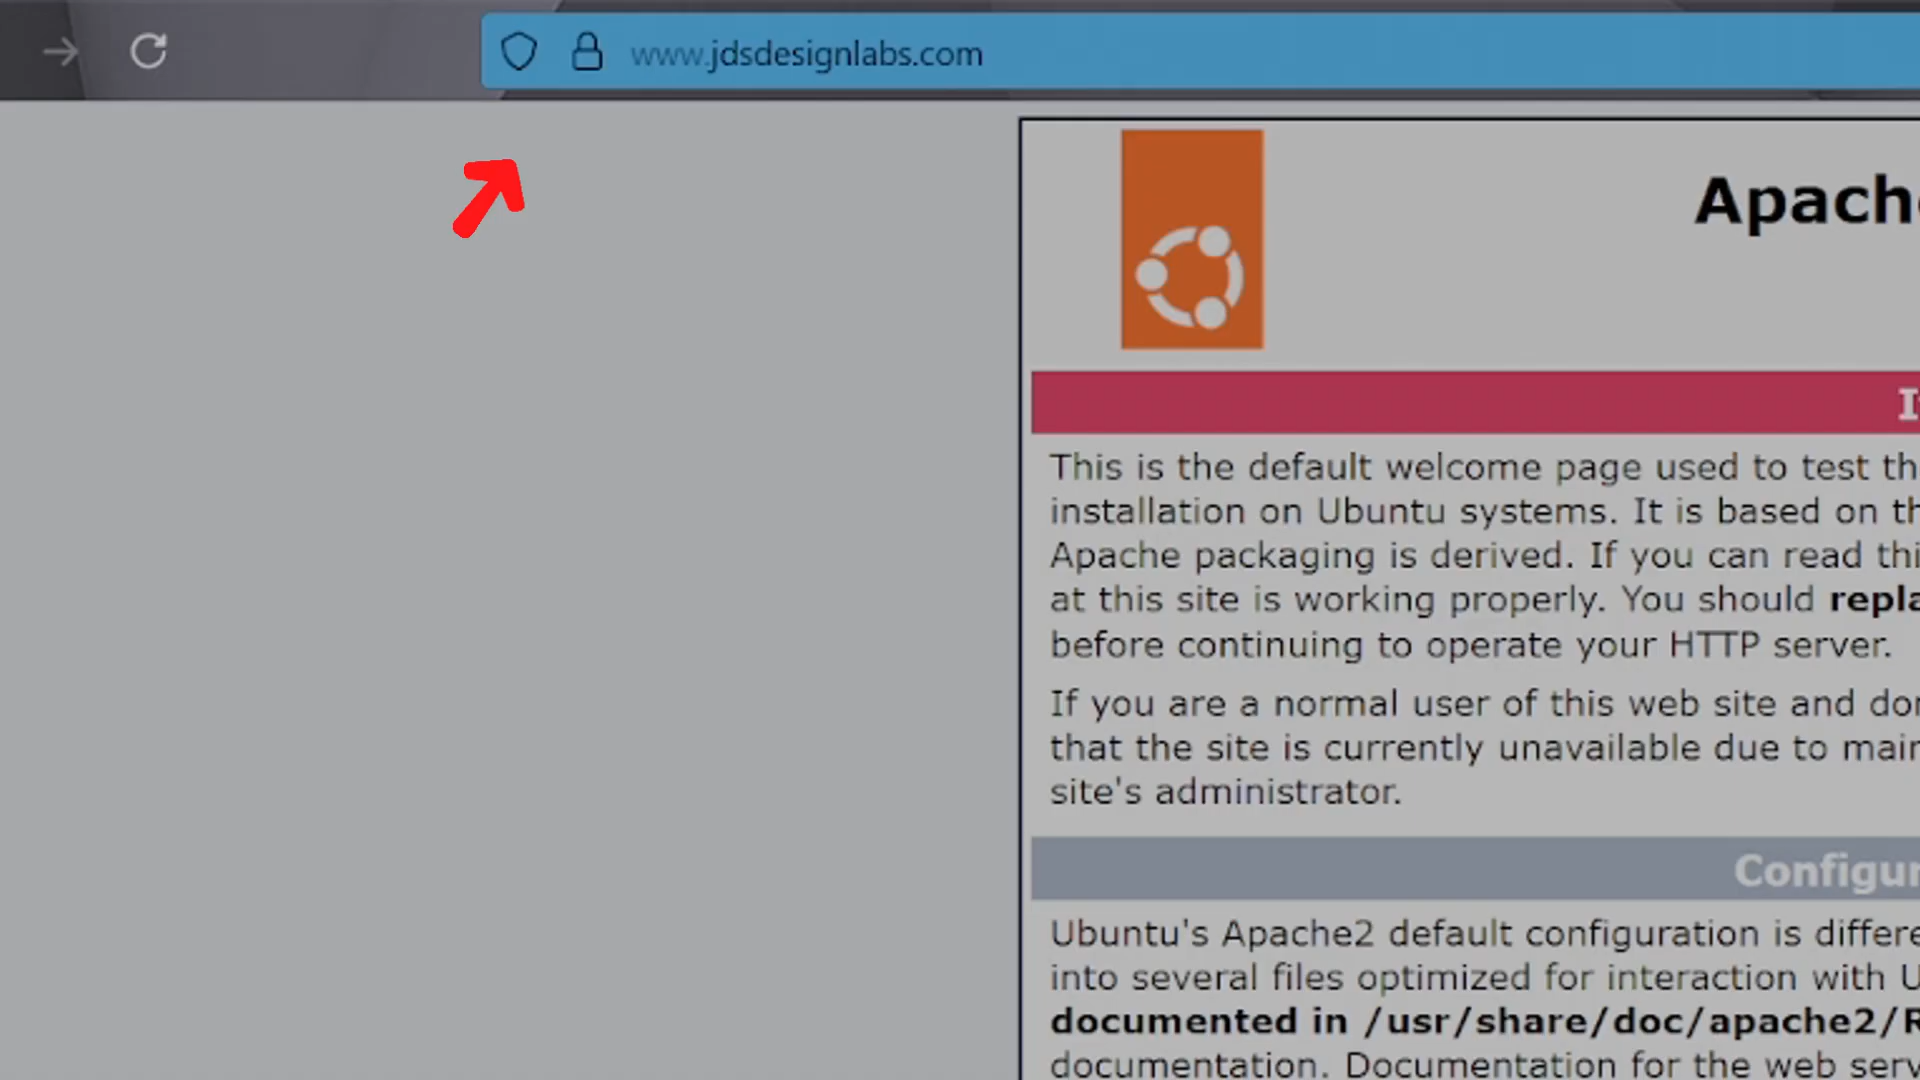 www.jdsdesignlabs.com
Apache
This is the default welcome page used to test th
installation on Ubuntu systems. It is based on th
Apache packaging is derived. If you can read thi
at this site is working properly. You should repla
before continuing to operate your HTTP server.
If you are a normal user of this web site and don
that the site is currently unavailable due to main
site's administrator.
Configur
Ubuntu's Apache2 default configuration is differe
into several files optimized for interaction with U
documented in /usr/share/doc/apache2/R
documentation. Documentation for the web serv